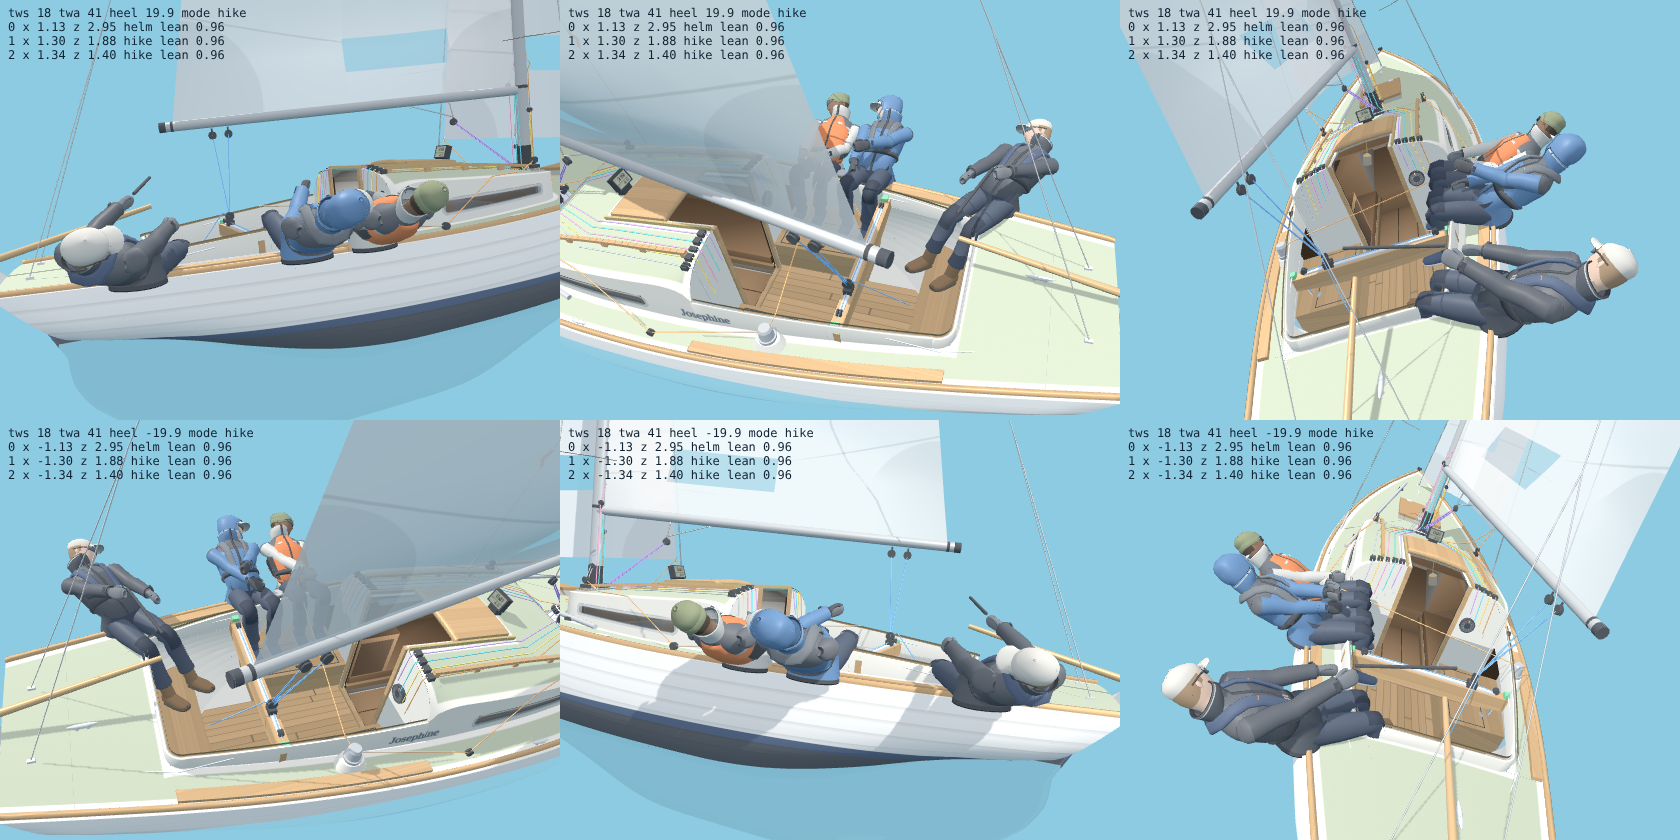 tws 18 twa 41 heel 19.9 mode hike
0 x 1.13 z 2.95 helm lean 0.96
1 x 1.30 z 1.88 hike lean 0.96
2 x 1.34 z 1.40 hike lean 0.96
tws 18 twa 41 heel 19.9 mode hike
0 x 1.13 z 2.95 helm lean 0.96
1 x 1.30 z 1.88 hike lean 0.96
2 x 1.34 z 1.40 hike lean 0.96
Josephine
tws 18 twa 41 heel 19.9 mode hike
0 x 1.13 z 2.95 helm lean 0.96
1 x 1.30 z 1.88 hike lean 0.96
2 x 1.34 z 1.40 hike lean 0.96
tws 18 twa 41 heel -19.9 mode hike
0 x -1.13 z 2.95 helm lean 0.96
1 x -1.30 z 1.88 hike lean 0.96
2 x -1.34 z 1.40 hike lean 0.96
Josephine
tws 18 twa 41 heel -19.9 mode hike
0 x -1.13 z 2.95 helm lean 0.96
1 x -1.30 z 1.88 hike lean 0.96
2 x -1.34 z 1.40 hike lean 0.96
tws 18 twa 41 heel -19.9 mode hike
0 x -1.13 z 2.95 helm lean 0.96
1 x -1.30 z 1.88 hike lean 0.96
2 x -1.34 z 1.40 hike lean 0.96